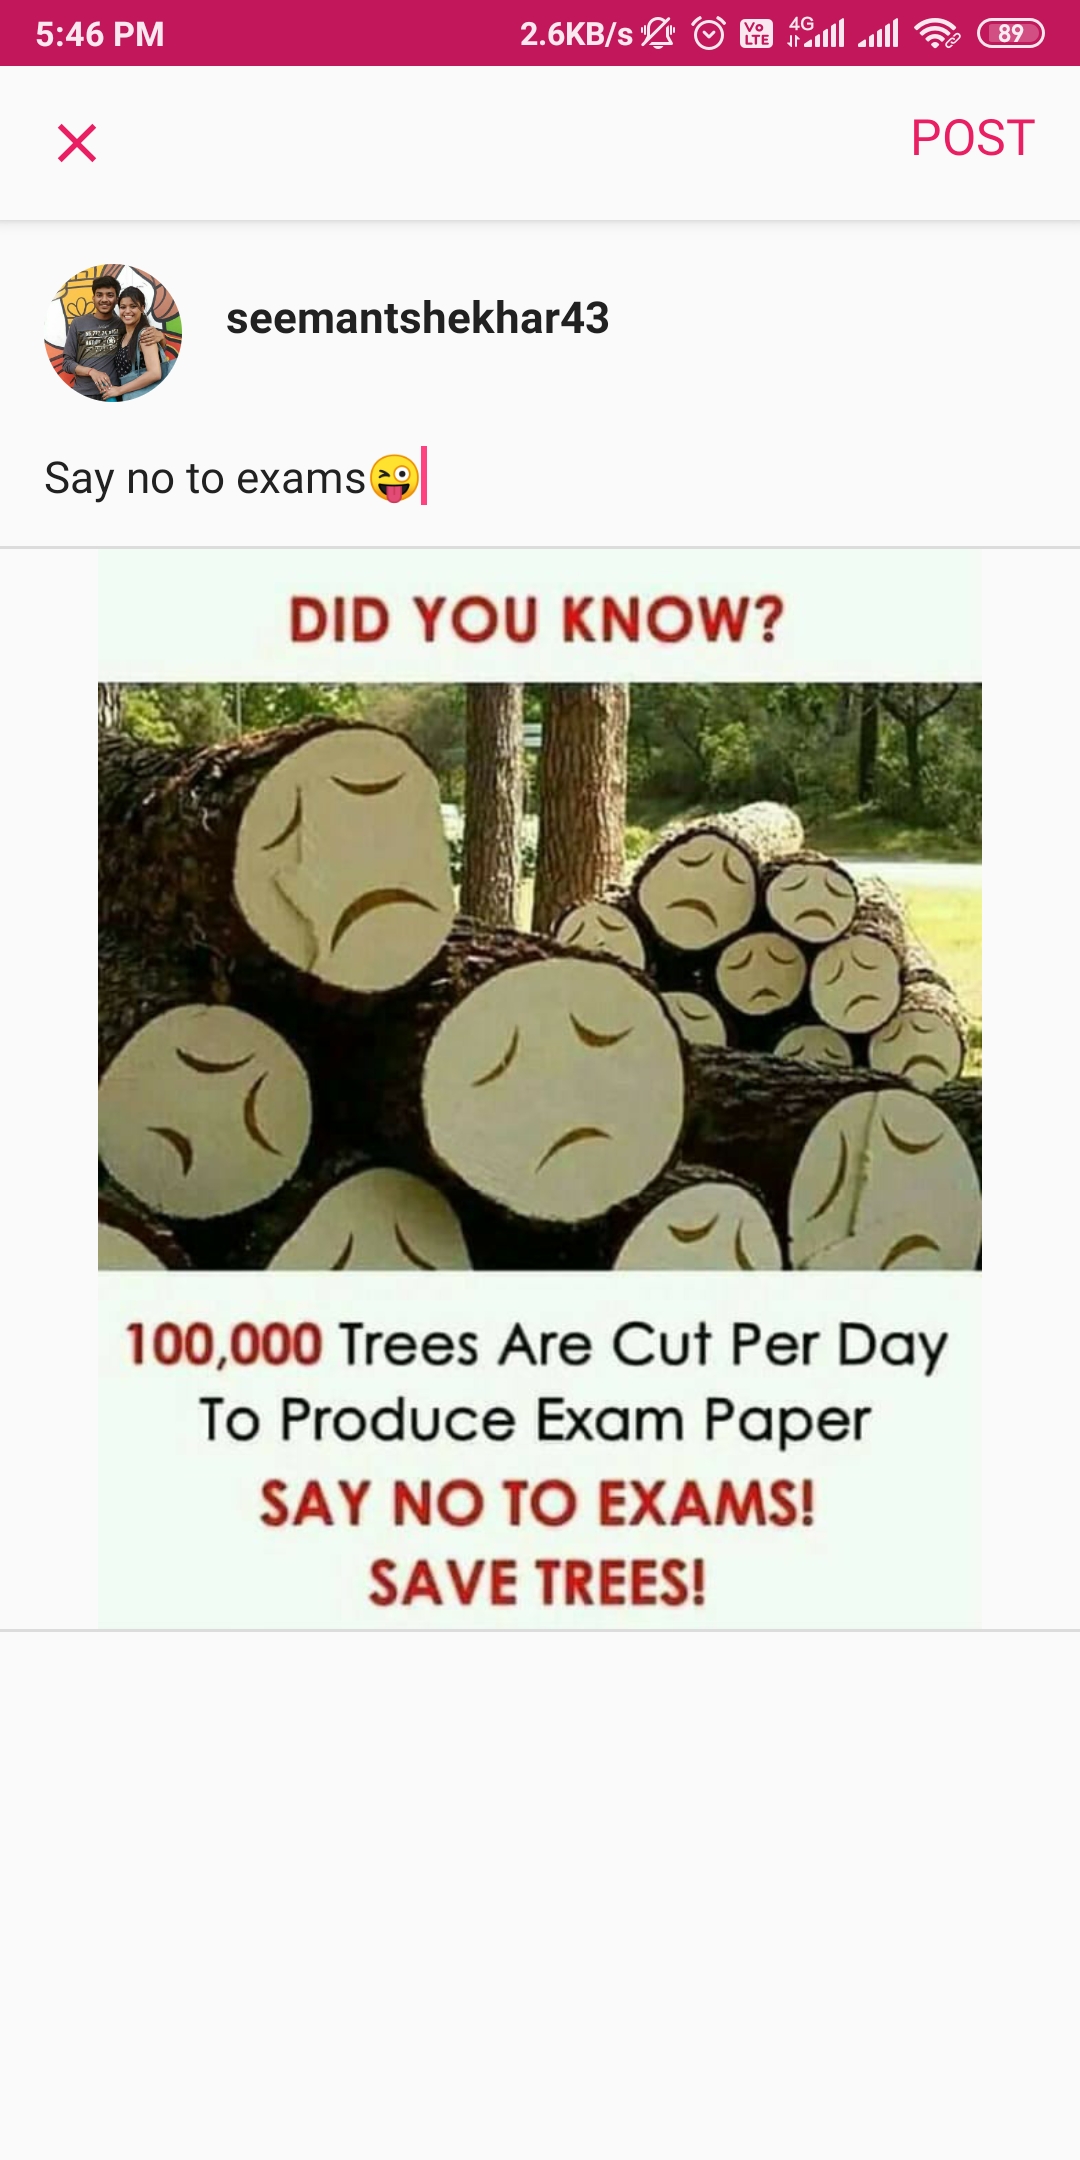 5:46 PM 2.6KB/s Vo LTE 4G 89
POST
seemantshekhar43
Say no to exams😜
DID YOU KNOW?
100,000 Trees Are Cut Per Day
To Produce Exam Paper
SAY NO TO EXAMS!
SAVE TREES!